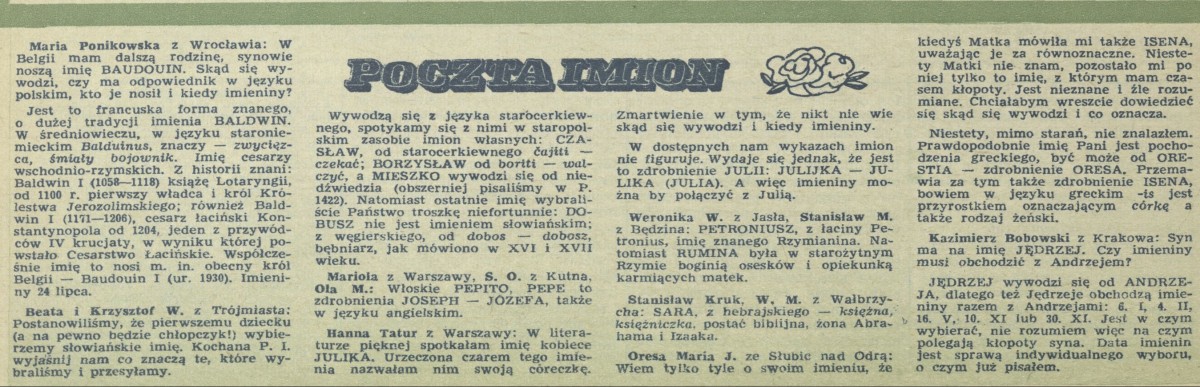 Maria Ponikowska z Wrocławia: W
Belgii mam dalszą rodzinę, synowie
noszą imię BAUDOUIN. Skąd się wy-
wodzi, czy ma odpowiednik w języku
polskim, kto je nosił i kiedy imieniny?
Jest to francuska forma znanego,
o dużej tradycji imienia BALDWIN.
W średniowieczu, w języku staronie-
mieckim Balduinus, znaczy — zwycięz-
ca, śmiały bojownik. Imię cesarzy
wschodnio-rzymskich. Z historii znani:
Baldwin I (1058—1118) książę Lotaryngii,
od 1100 r. pierwszy władca i król Kró-
lestwa Jerozolimskiego; również Bald-
win I (1171—1206), cesarz łaciński Kon-
stantynopola od 1204, jeden z przywód-
ców IV krucjaty, w wyniku której po-
wstało Cesarstwo Łacińskie. Współcze-
śnie imię to nosi m. in. obecny król
Belgii — Baudouin I (ur. 1930). Imieni-
ny 24 lipca.
Beata i Krzysztof W. z Trójmiasta:
Postanowiliśmy, że pierwszemu dziecku
(a na pewno będzie chłopczyk!) wybie-
rzemy słowiańskie imię. Kochana P. I.
wyjaśnij nam co znaczą te, które wy-
braliśmy i przesyłamy.
POCZTA IMION
Wywodzą się z języka starocerkiew-
nego, spotykamy się z nimi w staropol-
skim zasobie imion własnych: CZA-
SŁAW, od starocerkiewnego čajiti —
czekać; BORZYSŁAW od boriti — wal-
czyć, a MIESZKO wywodzi się od nie-
dźwiedzia (obszerniej pisaliśmy w P.
1422). Natomiast ostatnie imię wybrali-
ście Państwo troszkę niefortunnie: DO-
BUSZ nie jest imieniem słowiańskim;
z węgierskiego, od dobos — dobosz,
bębniarz, jak mówiono w XVI i XVIII
wieku.
Mariola z Warszawy, S. O. z Kutna,
Ola M.: Włoskie PEPITO, PEPE to
zdrobnienia JOSEPH — JÓZEFA, także
w języku angielskim.
Hanna Tatur z Warszawy: W litera-
turze pięknej spotkałam imię kobiece
JULIKA. Urzeczona czarem tego imie-
nia nazwałam nim swoją córeczkę.
Zmartwienie w tym, że nikt nie wie
skąd się wywodzi i kiedy imieniny.
W dostępnych nam wykazach imion
nie figuruje. Wydaje się jednak, że jest
to zdrobnienie JULII: JULIJKA — JU-
LIKA (JULIA). A więc imieniny mo-
żna by połączyć z Julią.
Weronika W. z Jasła, Stanisław M.
z Będzina: PETRONIUSZ, z łaciny Pe-
tronius, imię znanego Rzymianina. Na-
tomiast RUMINA była w starożytnym
Rzymie boginią osesków i opiekunką
karmiących matek.
Stanisław Kruk, W. M. z Wałbrzy-
cha: SARA, z hebrajskiego — księżna,
księżniczka, postać biblijna, żona Abra-
hama i Izaaka.
Oresa Maria J. ze Słubic nad Odrą:
Wiem tylko tyle o swoim imieniu, że
kiedyś Matka mówiła mi także ISENA,
uważając je za równoznaczne. Nieste-
ty Matki nie znam, pozostało mi po
niej tylko to imię, z którym mam cza-
sem kłopoty. Jest nieznane i źle rozu-
miane. Chciałabym wreszcie dowiedzieć
się skąd się wywodzi i co oznacza.
Niestety, mimo starań, nie znalazłem.
Prawdopodobnie imię Pani jest pocho-
dzenia greckiego, być może od ORE-
STIA — zdrobnienie ORESA. Przema-
wia za tym także zdrobnienie ISENA,
bowiem w języku greckim -is jest
przyrostkiem oznaczającym córkę a
także rodzaj żeński.
Kazimierz Bobowski z Krakowa: Syn
ma na imię JĘDRZEJ. Czy imieniny
musi obchodzić z Andrzejem?
JĘDRZEJ wywodzi się od ANDRZE-
JA, dlatego też Jędrzeje obchodzą imie-
niny razem z Andrzejami: 6. I, 4. II,
16. V, 10. XI lub 30. XI. Jest w czym
wybierać, nie rozumiem więc na czym
polegają kłopoty syna. Data imienin
jest sprawą indywidualnego wyboru,
o czym już pisałem.